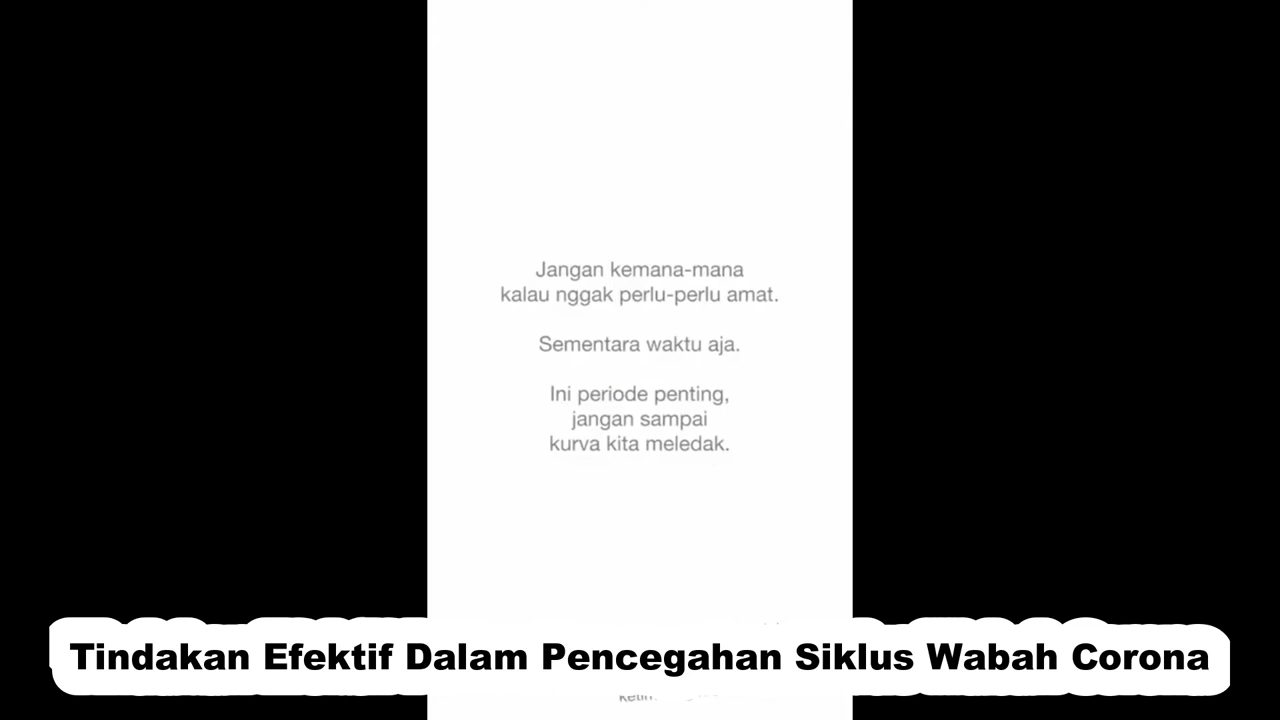 Jangan kemana-mana
kalau nggak perlu-perlu amat.
Sementara waktu aja.
Ini periode penting,
jangan sampai
kurva kita meledak.
Tindakan Efektif Dalam Pencegahan Siklus Wabah Corona